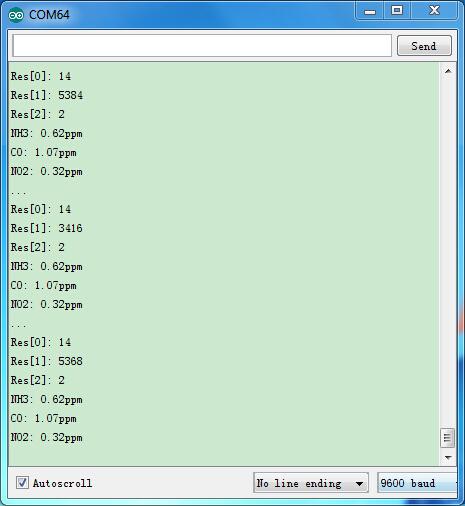 COM64
Send
Res[0]: 14
Res[1]: 5384
Res[2]: 2
NH3: 0.62ppm
CO: 1.07ppm
NO2: 0.32ppm
...
Res[0]: 14
Res[1]: 3416
Res[2]: 2
NH3: 0.62ppm
CO: 1.07ppm
NO2: 0.32ppm
...
Res[0]: 14
Res[1]: 5368
Res[2]: 2
NH3: 0.62ppm
CO: 1.07ppm
NO2: 0.32ppm
Autoscroll
No line ending
9600 baud